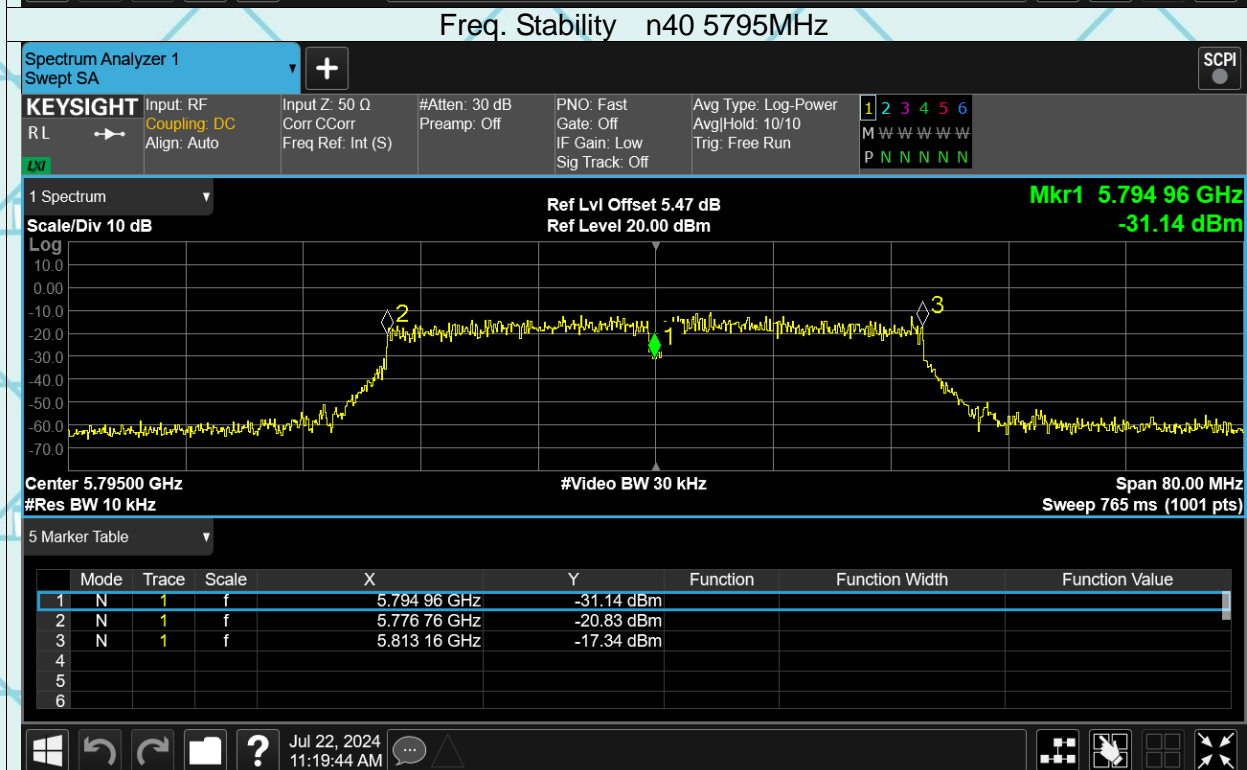 Freq. Stability n40 5795MHz
Spectrum Analyzer 1
Swept SA
+
SCPI
KEYSIGHT
R L
LXI
Input: RF
Coupling: DC
Align: Auto
Input Z: 50 Ω
Corr CCorr
Freq Ref: Int (S)
#Atten: 30 dB
Preamp: Off
PNO: Fast
Gate: Off
IF Gain: Low
Sig Track: Off
Avg Type: Log-Power
Avg|Hold: 10/10
Trig: Free Run
1 2 3 4 5 6
M W W W W W W
P N N N N N N
1 Spectrum
Scale/Div 10 dB
Ref Lvl Offset 5.47 dB
Ref Level 20.00 dBm
Mkr1 5.794 96 GHz
-31.14 dBm
Log
10.0
0.00
-10.0
-20.0
-30.0
-40.0
-50.0
-60.0
-70.0
2
1
3
Center 5.79500 GHz
#Video BW 30 kHz
Span 80.00 MHz
#Res BW 10 kHz
Sweep 765 ms (1001 pts)
5 Marker Table
Mode Trace Scale X Y Function Function Width Function Value
1 N 1 f 5.794 96 GHz -31.14 dBm
2 N 1 f 5.776 76 GHz -20.83 dBm
3 N 1 f 5.813 16 GHz -17.34 dBm
4
5
6
?
Jul 22, 2024
11:19:44 AM